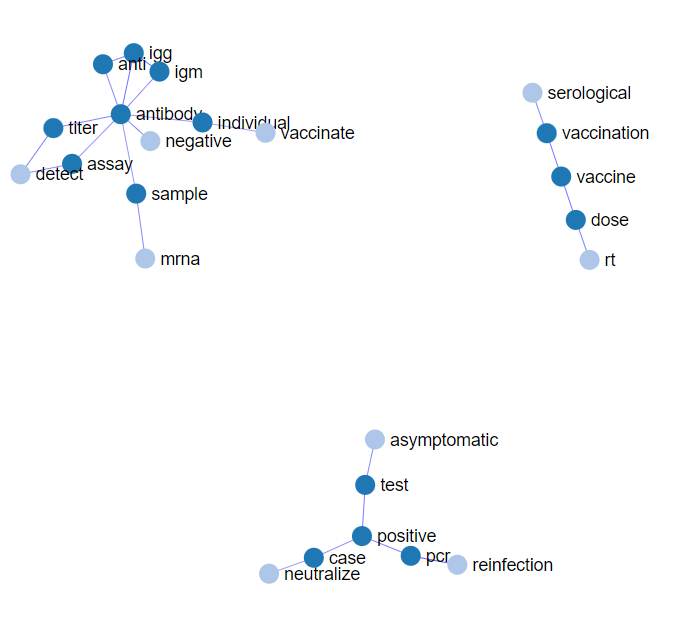 igg
anti
igm
serological
antibody
individual
titer
vaccinate
vaccination
negative
assay
detect
vaccine
sample
dose
mrna
rt
asymptomatic
test
positive
pcr
case
reinfection
neutralize